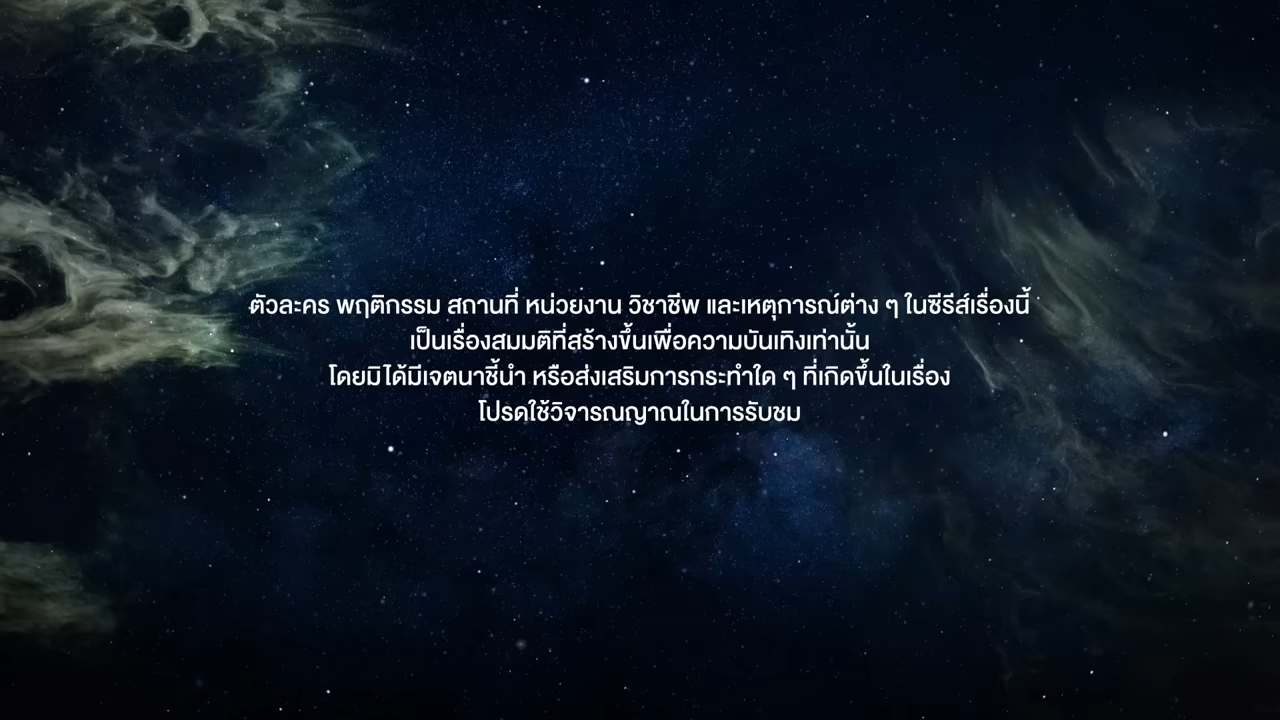 ตัวละคร พฤติกรรม สถานที่ หน่วยงาน วิชาชีพ และเหตุการณ์ต่าง ๆ ในซีรีส์เรื่องนี้
เป็นเรื่องสมมติที่สร้างขึ้นเพื่อความบันเทิงเท่านั้น
โดยมิได้มีเจตนาชี้นำ หรือส่งเสริมการกระทำใด ๆ ที่เกิดขึ้นในเรื่อง
โปรดใช้วิจารณญาณในการรับชม